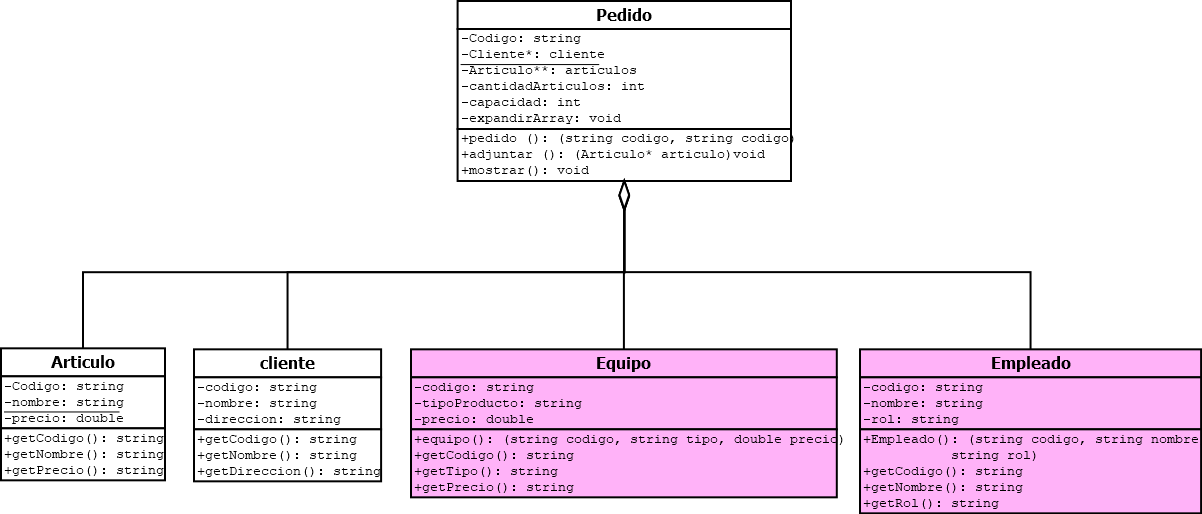 Pedido
-Codigo: string
-Cliente*: cliente
-Articulo**: articulos
-cantidadArticulos: int
-capacidad: int
-expandirArray: void
+pedido (): (string codigo, string codigo)
+adjuntar (): (Articulo* articulo)void
+mostrar(): void
Articulo
-Codigo: string
-nombre: string
-precio: double
+getCodigo(): string
+getNombre(): string
+getPrecio(): string
cliente
-codigo: string
-nombre: string
-direccion: string
+getCodigo(): string
+getNombre(): string
+getDireccion(): string
Equipo
-codigo: string
-tipoProducto: string
-precio: double
+equipo(): (string codigo, string tipo, double precio)
+getCodigo(): string
+getTipo(): string
+getPrecio(): string
Empleado
-codigo: string
-nombre: string
-rol: string
+Empleado(): (string codigo, string nombre
string rol)
+getCodigo(): string
+getNombre(): string
+getRol(): string